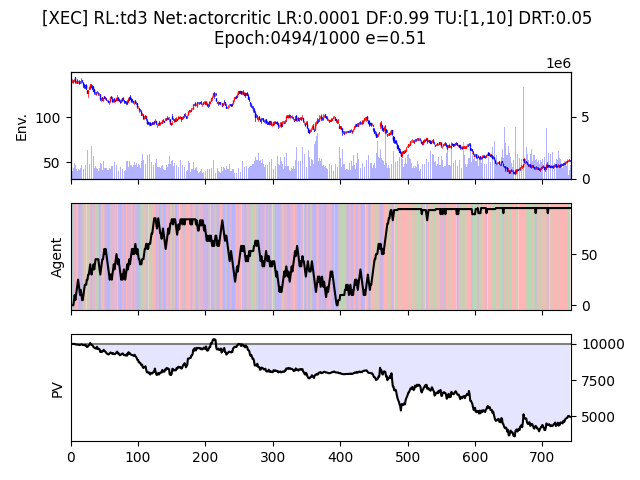 [XEC] RL:td3 Net:actorcritic LR:0.0001 DF:0.99 TU:[1,10] DRT:0.05
Epoch:0494/1000 e=0.51
1e6
Env.
100
50
5
0
Agent
50
0
PV
10000
7500
5000
0 100 200 300 400 500 600 700